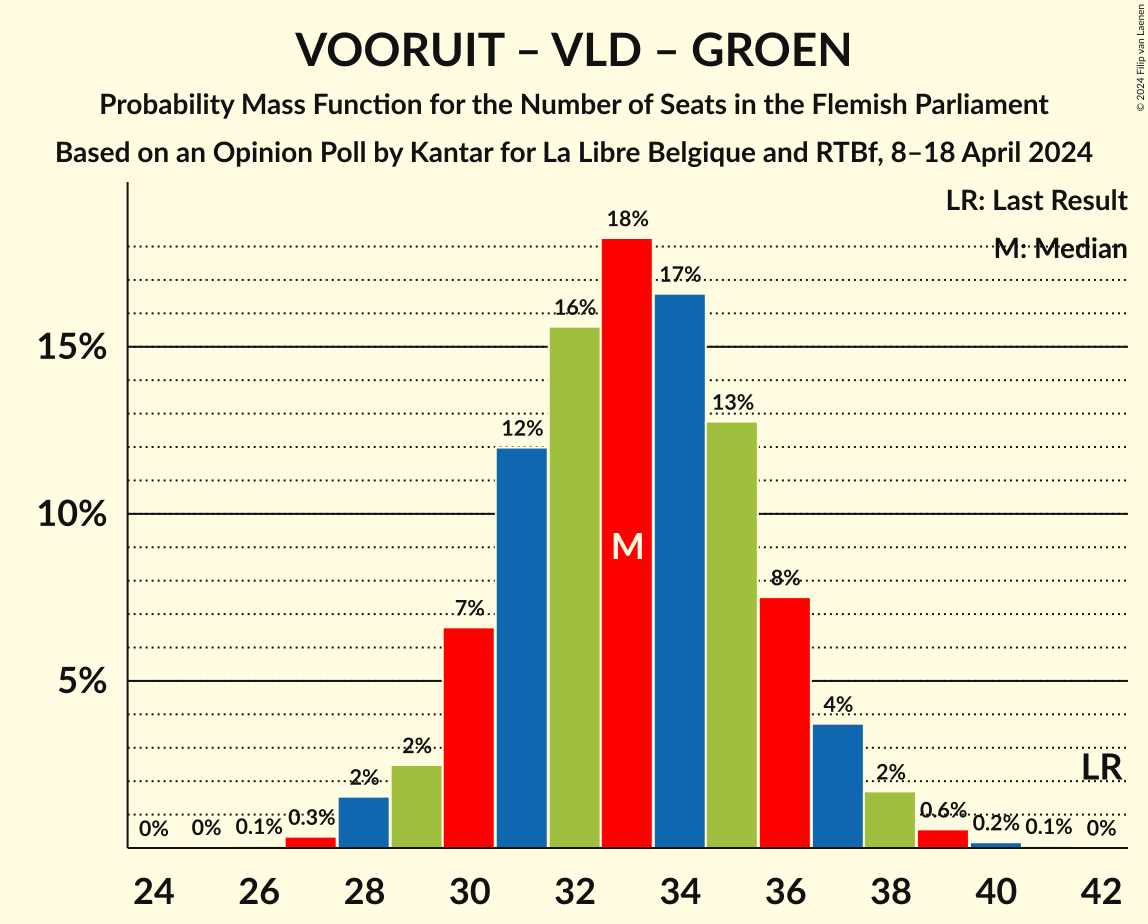 VOORUIT – VLD – GROEN
Probability Mass Function for the Number of Seats in the Flemish Parliament
Based on an Opinion Poll by Kantar for La Libre Belgique and RTBf, 8–18 April 2024
© 2024 Filip van Laenen
LR: Last Result
M: Median
18%
17%
16%
15%
13%
12%
10%
M
8%
7%
5%
4%
2%
2%
2%
LR
0.3%
0.6%
0.2%
0% 0% 0.1% 0.1% 0%
24 26 28 30 32 34 36 38 40 42